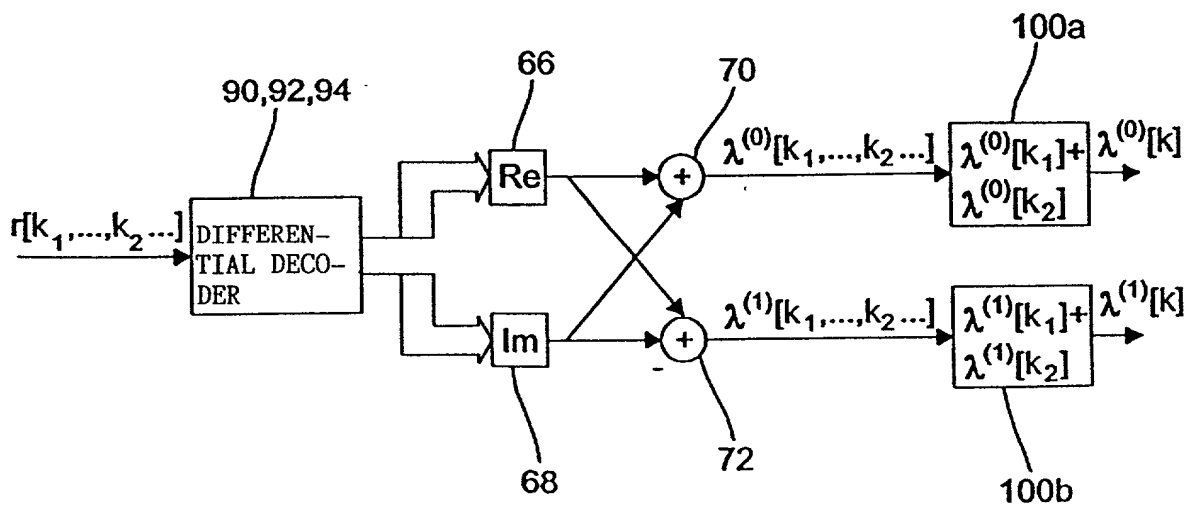 100a
66
70
90,92,94
λ⁽⁰⁾[k₁,...,k₂...]
λ⁽⁰⁾[k₁]+
λ⁽⁰⁾[k₂]
λ⁽⁰⁾[k]
Re
+
r[k₁,...,k₂...]
DIFFEREN-
TIAL DECO-
DER
λ⁽¹⁾[k₁,...,k₂...]
λ⁽¹⁾[k₁]+
λ⁽¹⁾[k₂]
λ⁽¹⁾[k]
Im
+
-
72
68
100b